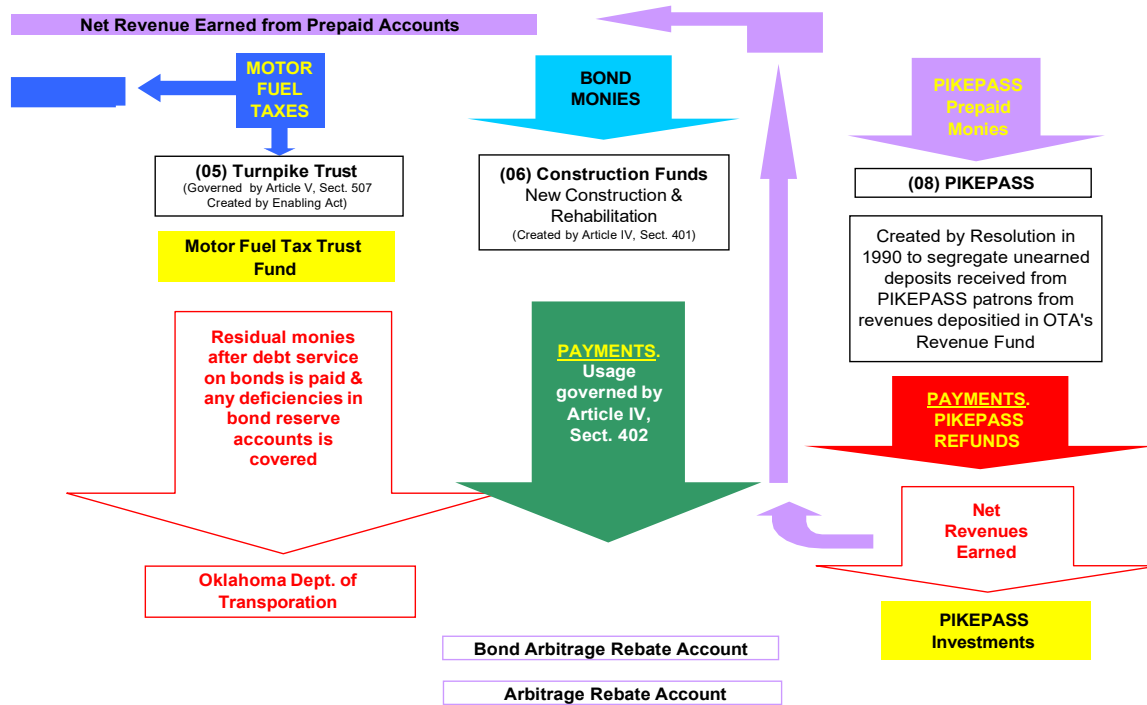 Net Revenue Earned from Prepaid Accounts
MOTOR
FUEL
TAXES
(05) Turnpike Trust
(Governed by Article V, Sect. 507
Created by Enabling Act)
Motor Fuel Tax Trust
Fund
Residual monies
after debt service
on bonds is paid &
any deficiencies in
bond reserve
accounts is
covered
Oklahoma Dept. of
Transporation
BOND
MONIES
(06) Construction Funds
New Construction &
Rehabilitation
(Created by Article IV, Sect. 401)
PAYMENTS.
Usage
governed by
Article IV,
Sect. 402
PIKEPASS
Prepaid
Monies
(08) PIKEPASS
Created by Resolution in
1990 to segregate unearned
deposits received from
PIKEPASS patrons from
revenues depositied in OTA's
Revenue Fund
PAYMENTS.
PIKEPASS
REFUNDS
Net
Revenues
Earned
PIKEPASS
Investments
Bond Arbitrage Rebate Account
Arbitrage Rebate Account